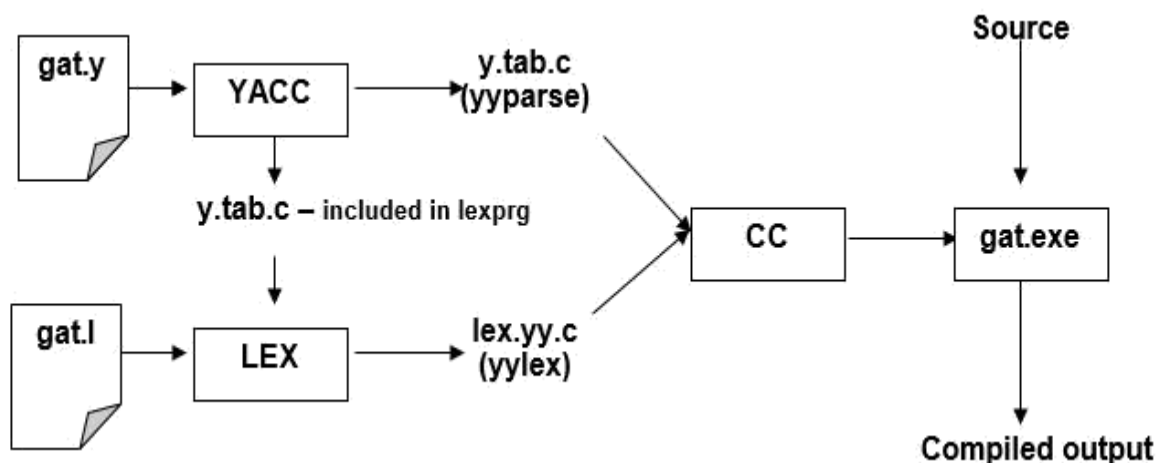 Source
gat.y
YACC
y.tab.c
(yyparse)
y.tab.c – included in lexprg
CC
gat.exe
gat.l
LEX
lex.yy.c
(yylex)
Compiled output